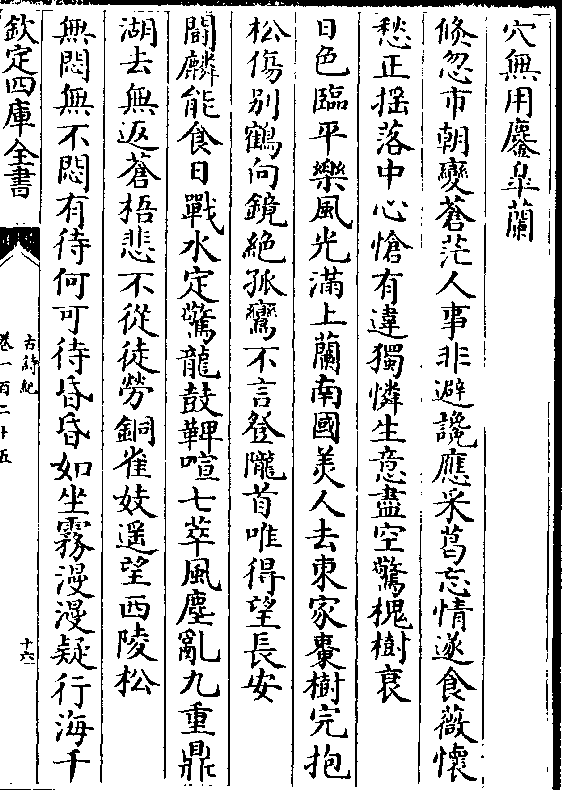 穴無用鏖皐蘭
倐忽市朝變蒼茫人事非避讒應采葛忘情遂食薇懷
愁正揺落中心愴有違獨憐生意盡空驚槐樹衰
日色臨平樂風光滿上蘭南國美人去東家棗樹完抱
松傷别鶴向鏡絶孤鸞不言登隴首唯得望長安
鬭麟能食日戰水定驚龍鼓鞞喧七萃風塵亂九重鼎
湖去無返蒼梧悲不從徒勞銅雀妓遥望西陵松
無悶無不悶有待何可待昏昏如坐霧漫漫疑行海千
欽定四庫全書
古詩紀
卷一百二十五
十六